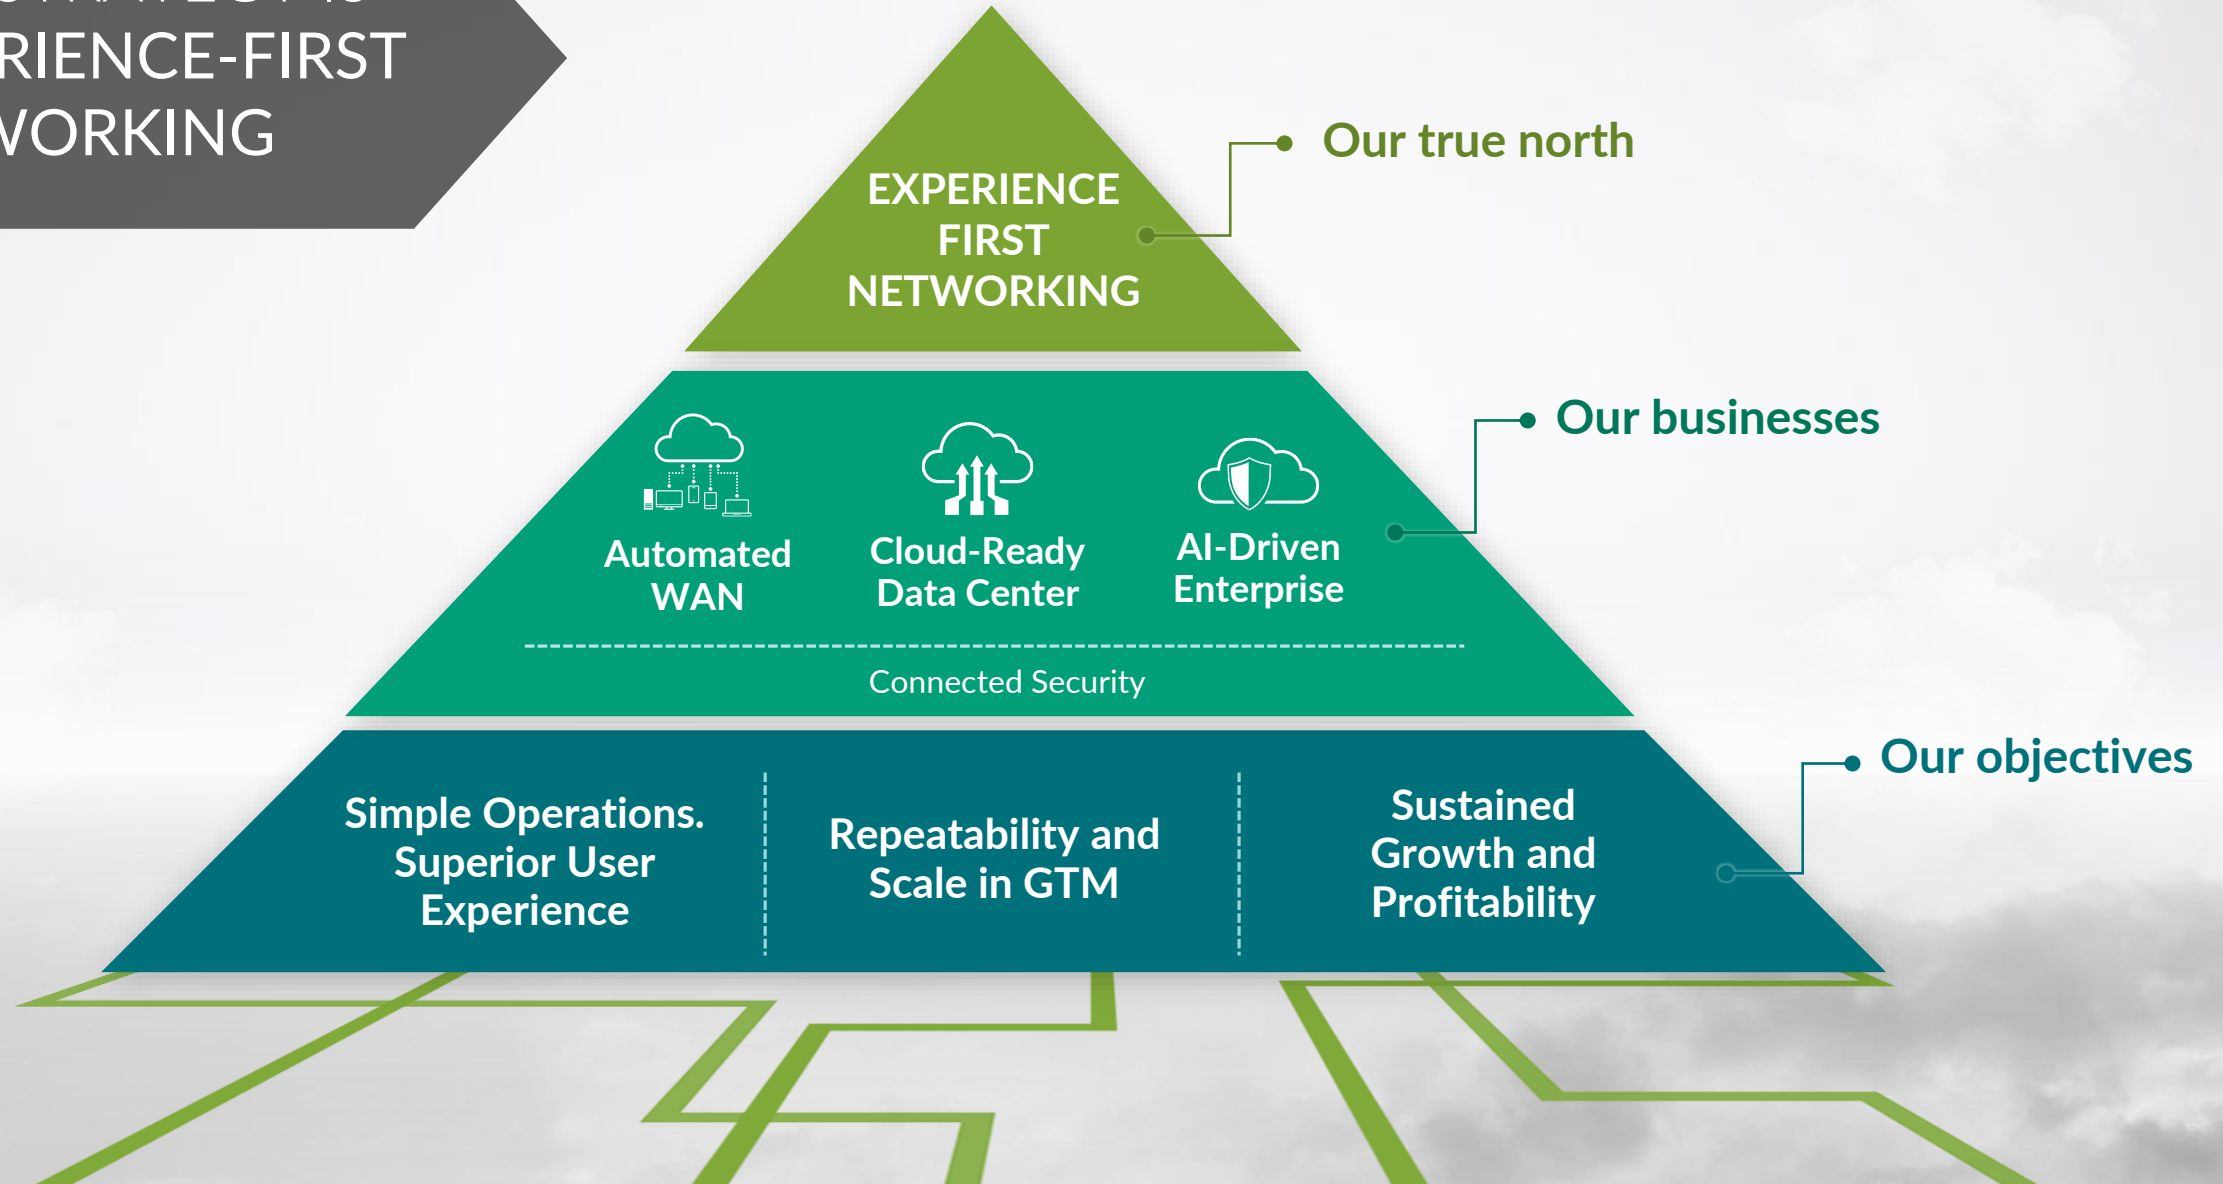 RIENCE-FIRST
WORKING
EXPERIENCE
FIRST
NETWORKING
Our true north
Automated
WAN
Cloud-Ready
Data Center
AI-Driven
Enterprise
Our businesses
Connected Security
Simple Operations.
Superior User
Experience
Repeatability and
Scale in GTM
Sustained
Growth and
Profitability
Our objectives